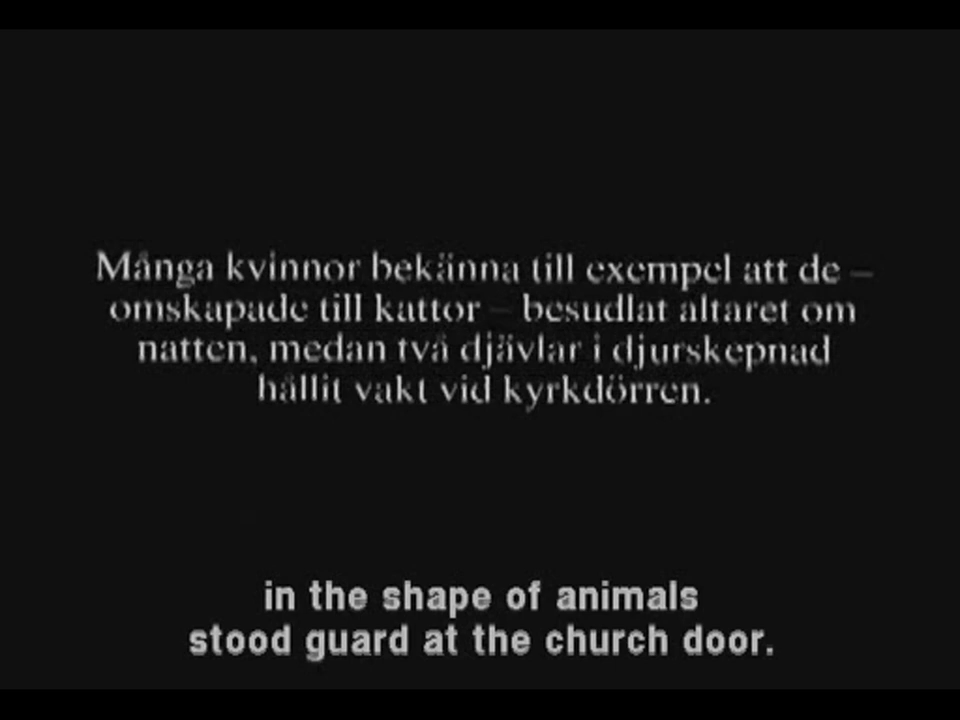 Många kvinnor bekänna till exempel att de –
omskapade till kattor – besudlat altaret om
natten, medan två djävlar i djurskepnad
hållit vakt vid kyrkdörren.
in the shape of animals
stood guard at the church door.